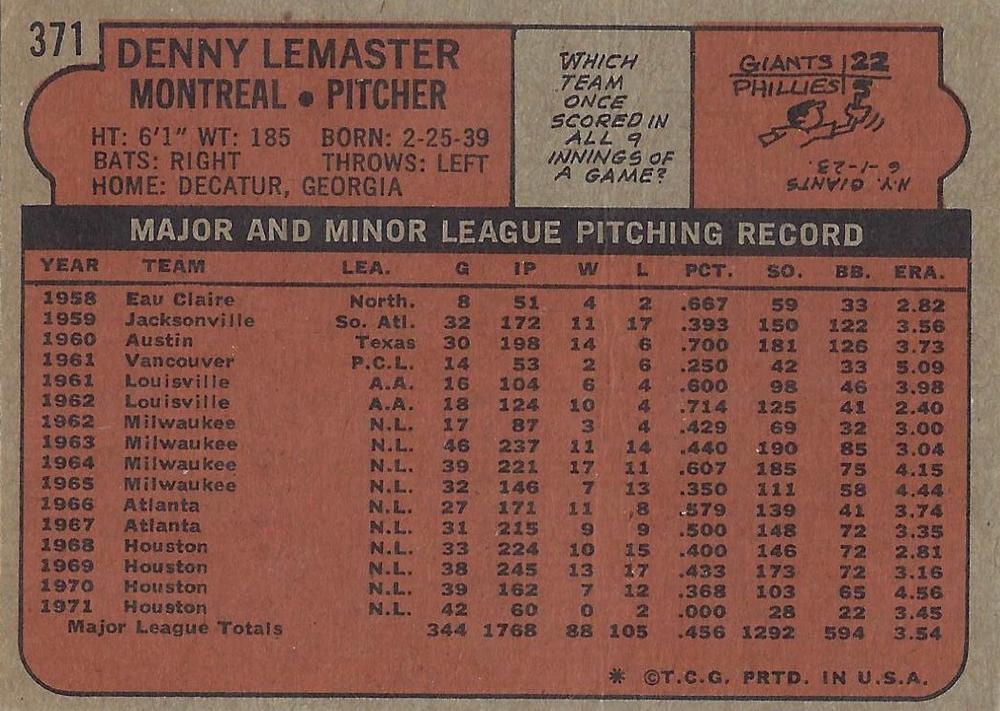 371
DENNY LEMASTER
MONTREAL • PITCHER
HT: 6'1" WT: 185 BORN: 2-25-39
BATS: RIGHT THROWS: LEFT
HOME: DECATUR, GEORGIA
WHICH
TEAM
ONCE
SCORED IN
ALL 9
INNINGS OF
A GAME?
GIANTS 22
PHILLIES
N.Y. GIANTS
6-1-23.
MAJOR AND MINOR LEAGUE PITCHING RECORD
YEAR TEAM LEA. G IP W L PCT. SO. BB. ERA.
1958 Eau Claire North. 8 51 4 2 .667 59 33 2.82
1959 Jacksonville So. Atl. 32 172 11 17 .393 150 122 3.56
1960 Austin Texas 30 198 14 6 .700 181 126 3.73
1961 Vancouver P.C.L. 14 53 2 6 .250 42 33 5.09
1961 Louisville A.A. 16 104 6 4 .600 98 46 3.98
1962 Louisville A.A. 18 124 10 4 .714 125 41 2.40
1962 Milwaukee N.L. 17 87 3 4 .429 69 32 3.00
1963 Milwaukee N.L. 46 237 11 14 .440 190 85 3.04
1964 Milwaukee N.L. 39 221 17 11 .607 185 75 4.15
1965 Milwaukee N.L. 32 146 7 13 .350 111 58 4.44
1966 Atlanta N.L. 27 171 11 8 .579 139 41 3.74
1967 Atlanta N.L. 31 215 9 9 .500 148 72 3.35
1968 Houston N.L. 33 224 10 15 .400 146 72 2.81
1969 Houston N.L. 38 245 13 17 .433 173 72 3.16
1970 Houston N.L. 39 162 7 12 .368 103 65 4.56
1971 Houston N.L. 42 60 0 2 .000 28 22 3.45
Major League Totals 344 1768 88 105 .456 1292 594 3.54
* ©T.C.G. PRTD. IN U.S.A.